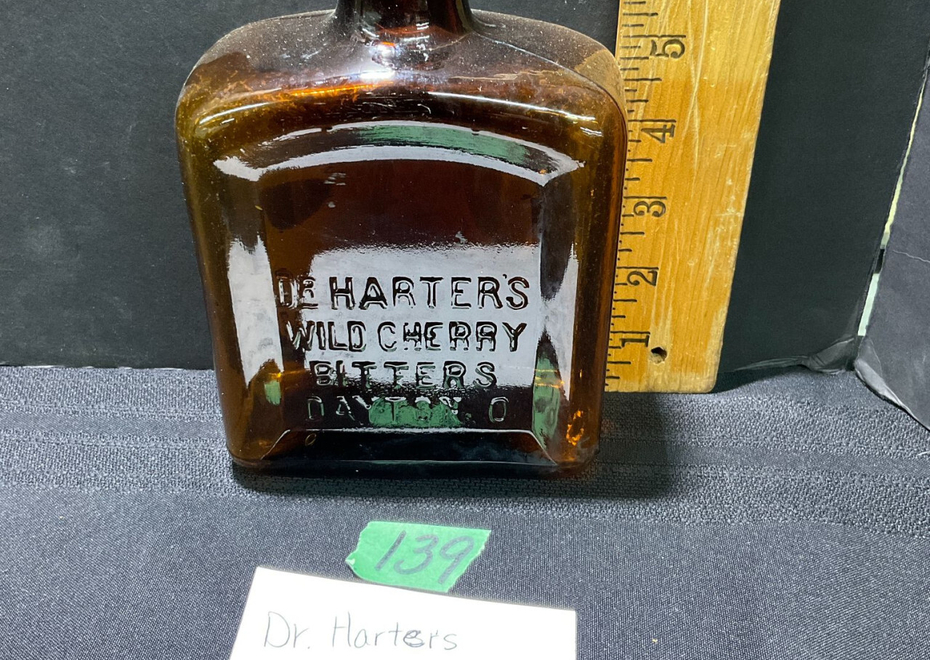 DR HARTER'S
WILD CHERRY
BITTERS
DAYTON. O
5
4
3
2
1
139
Dr. Harters